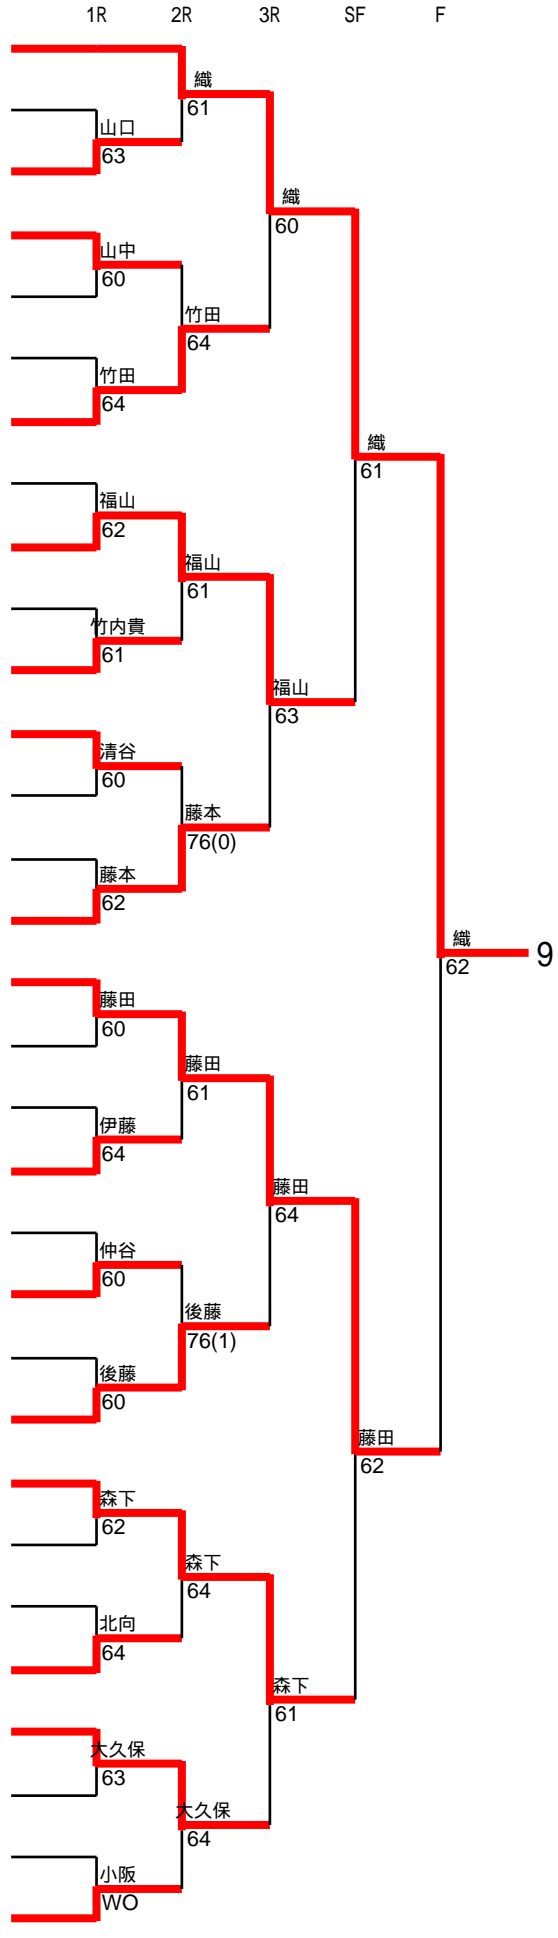 1R 2R 3R SF F
織
61
山口
63
織
60
山中
60
竹田
64
竹田
64
織
61
福山
62
福山
61
竹内貴
61
福山
63
清谷
60
藤本
76(0)
藤本
62
織
62
9
藤田
60
藤田
61
伊藤
64
藤田
64
仲谷
60
後藤
76(1)
後藤
60
藤田
62
森下
62
森下
64
北向
64
森下
61
大久保
63
大久保
64
小阪
WO